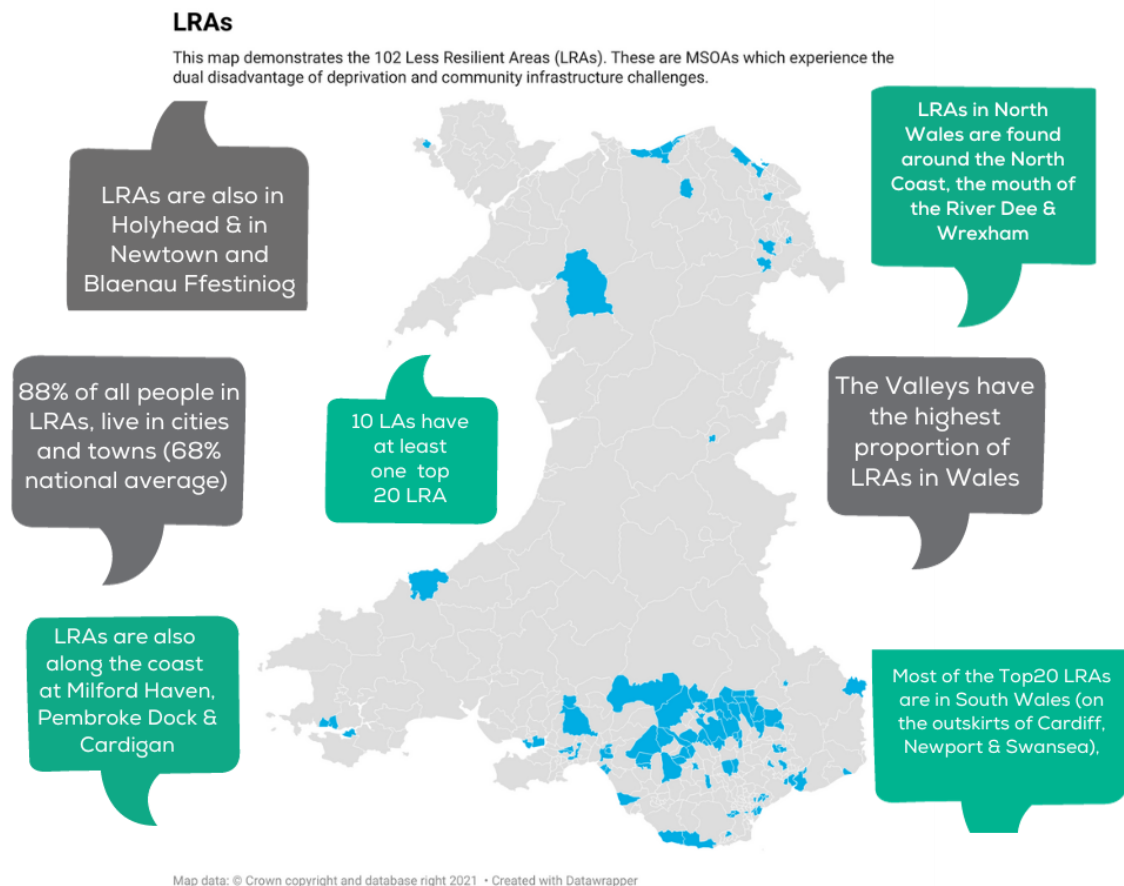 LRAs
This map demonstrates the 102 Less Resilient Areas (LRAs). These are MSOAs which experience the
dual disadvantage of deprivation and community infrastructure challenges.
LRAs are also in
Holyhead & in
Newtown and
Blaenau Ffestiniog
LRAs in North
Wales are found
around the North
Coast, the mouth of
the River Dee &
Wrexham
88% of all people in
LRAs, live in cities
and towns (68%
national average)
10 LAs have
at least
one top
20 LRA
The Valleys have
the highest
proportion of
LRAs in Wales
LRAs are also
along the coast
at Milford Haven,
Pembroke Dock &
Cardigan
Most of the Top20 LRAs
are in South Wales (on
the outskirts of Cardiff,
Newport & Swansea),
Map data: © Crown copyright and database right 2021 • Created with Datawrapper